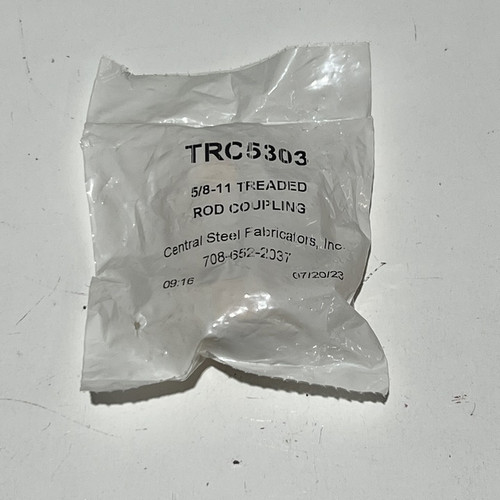 TRC5303
5/8-11 TREADED
ROD COUPLING
Central Steel Fabricators, Inc.
708-652-2037
09:16 07/20/23